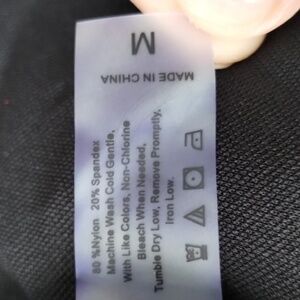 M
MADE IN CHINA
80 %Nylon 20% Spandex
Machine Wash Cold Gentle,
With Like Colors, Non-Chlorine
Bleach When Needed,
Tumble Dry Low, Remove Promptly.
Iron Low.